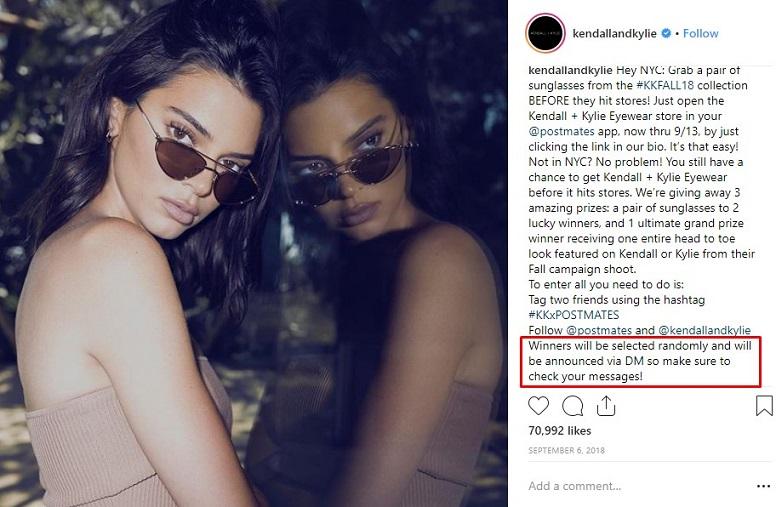 kendallandkylie • Follow
kendallandkylie Hey NYC: Grab a pair of
sunglasses from the #KKFALL18 collection
BEFORE they hit stores! Just open the
Kendall + Kylie Eyewear store in your
@postmates app, now thru 9/13, by just
clicking the link in our bio. It's that easy!
Not in NYC? No problem! You still have a
chance to get Kendall + Kylie Eyewear
before it hits stores. We're giving away 3
amazing prizes: a pair of sunglasses to 2
lucky winners, and 1 ultimate grand prize
winner receiving one entire head to toe
look featured on Kendall or Kylie from their
Fall campaign shoot.
To enter all you need to do is:
Tag two friends using the hashtag
#KKxPOSTMATES
Follow @postmates and @kendallandkylie
Winners will be selected randomly and will
be announced via DM so make sure to
check your messages!
70,992 likes
SEPTEMBER 6, 2018
Add a comment...